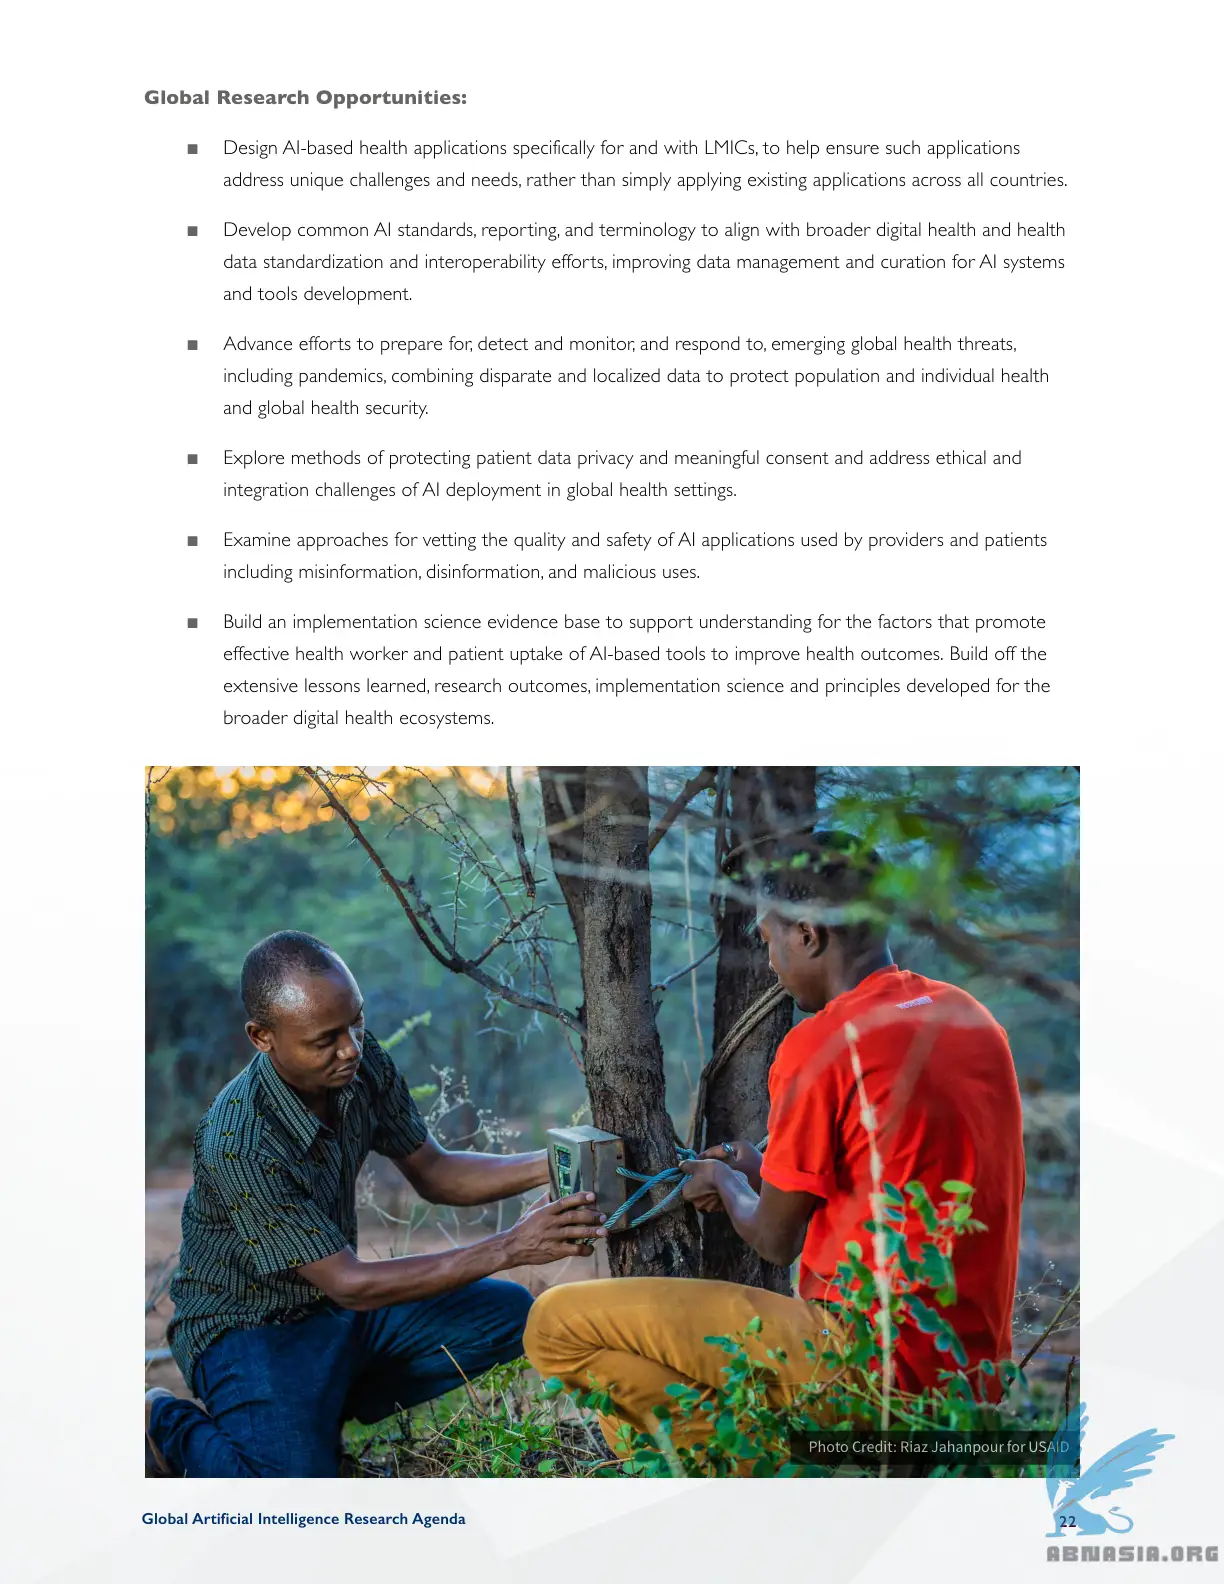 Global Research Opportunities:
■ Design AI-based health applications specifically for and with LMICs, to help ensure such applications
address unique challenges and needs, rather than simply applying existing applications across all countries.
■ Develop common AI standards, reporting, and terminology to align with broader digital health and health
data standardization and interoperability efforts, improving data management and curation for AI systems
and tools development.
■ Advance efforts to prepare for, detect and monitor, and respond to, emerging global health threats,
including pandemics, combining disparate and localized data to protect population and individual health
and global health security.
■ Explore methods of protecting patient data privacy and meaningful consent and address ethical and
integration challenges of AI deployment in global health settings.
■ Examine approaches for vetting the quality and safety of AI applications used by providers and patients
including misinformation, disinformation, and malicious uses.
■ Build an implementation science evidence base to support understanding for the factors that promote
effective health worker and patient uptake of AI-based tools to improve health outcomes. Build off the
extensive lessons learned, research outcomes, implementation science and principles developed for the
broader digital health ecosystems.
Photo Credit: Riaz Jahanpour for USAID
Global Artificial Intelligence Research Agenda
22
ABNASIA.ORG